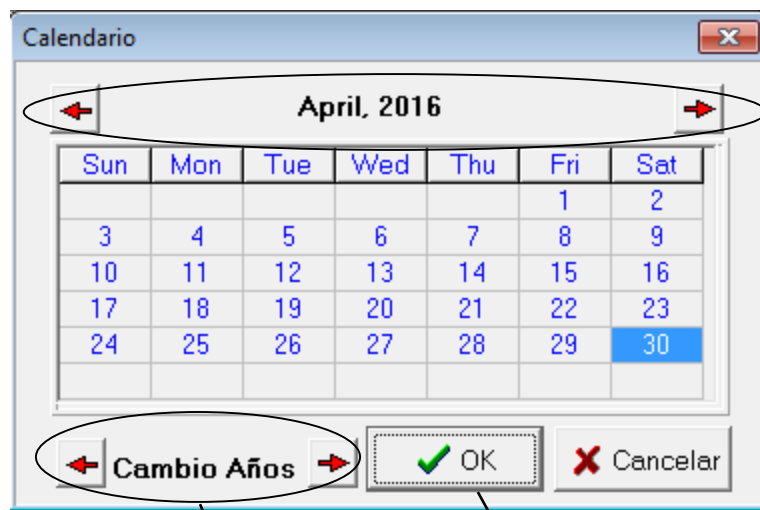 Calendario
April, 2016
Sun Mon Tue Wed Thu Fri Sat
1 2
3 4 5 6 7 8 9
10 11 12 13 14 15 16
17 18 19 20 21 22 23
24 25 26 27 28 29 30
Cambio Años OK Cancelar